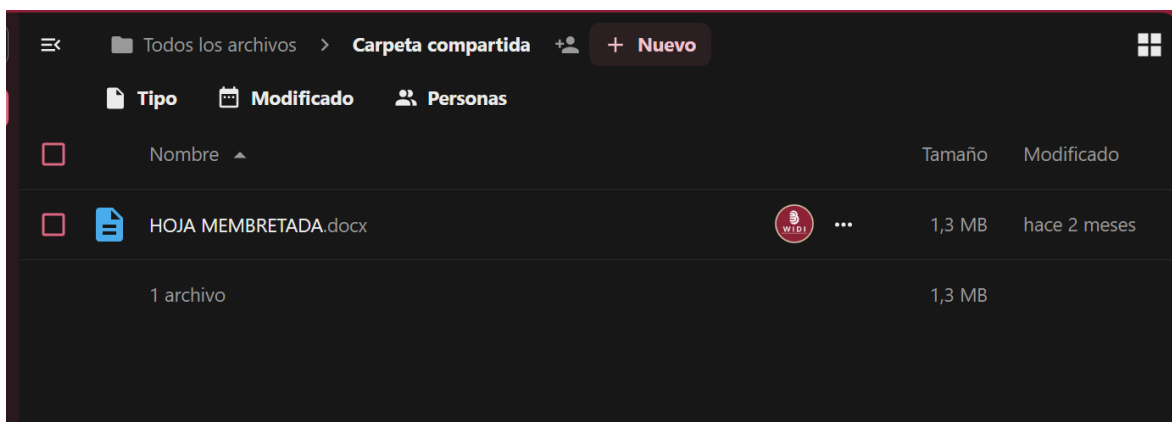 Todos los archivos > Carpeta compartida + Nuevo
Tipo Modificado Personas
Nombre Tamaño Modificado
HOJA MEMBRETADA.docx WIDI ... 1,3 MB hace 2 meses
1 archivo 1,3 MB